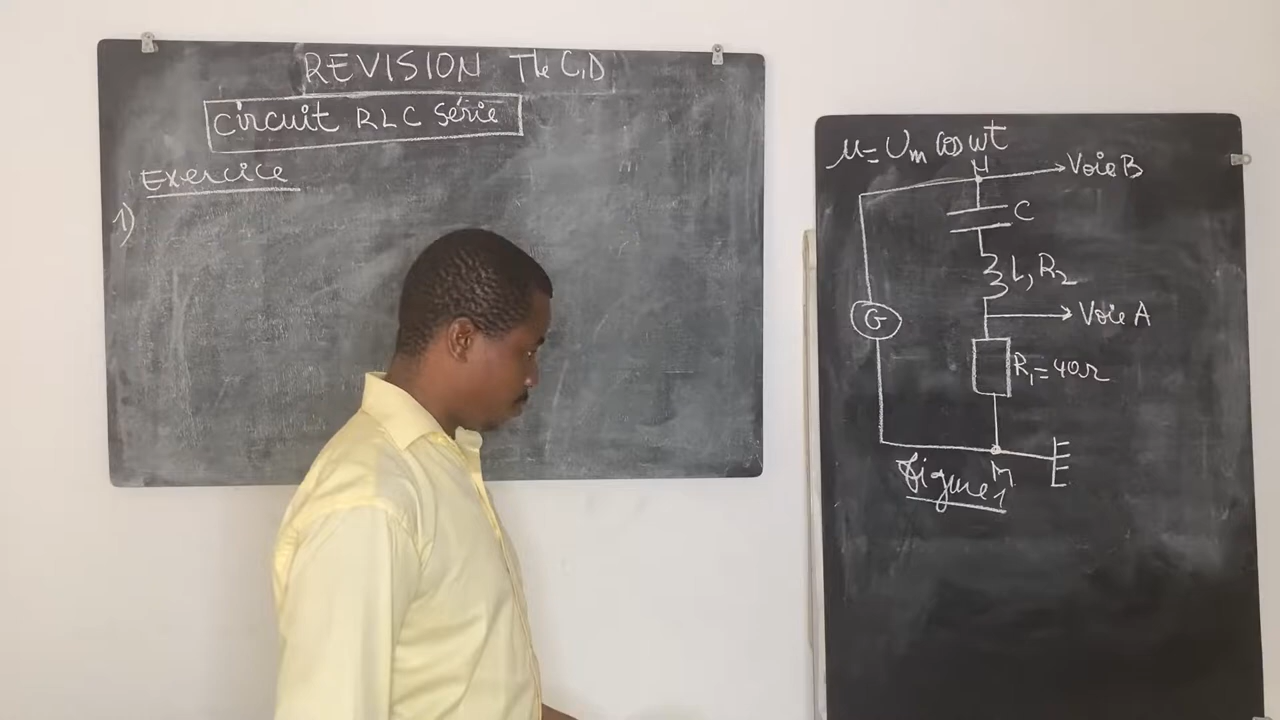 REVISION Tle C,D
Circuit RLC Série
Exercice
1)
u = Um cos wt
Voie B
C
L, R2
G
Voie A
R1 = 40Ω
M
Figure 1